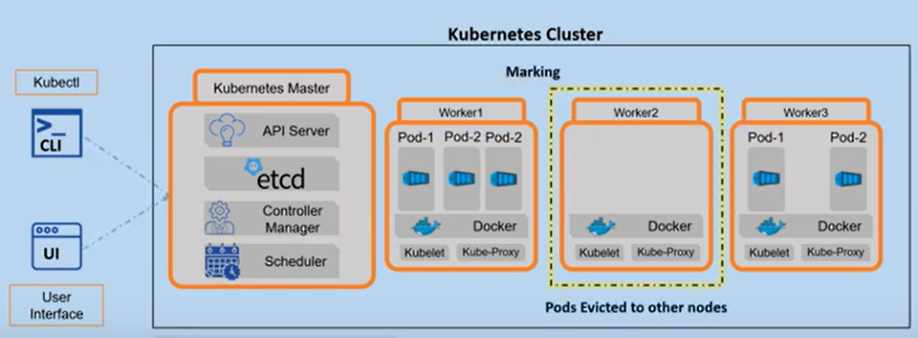 Kubernetes Cluster
Marking
Kubectl
>_
CLI
UI
User
Interface
Kubernetes Master
API Server
etcd
Controller
Manager
Scheduler
Worker1
Pod-1 Pod-2 Pod-2
Docker
Kubelet Kube-Proxy
Worker2
Docker
Kubelet Kube-Proxy
Worker3
Pod-1 Pod-2
Docker
Kubelet Kube-Proxy
Pods Evicted to other nodes